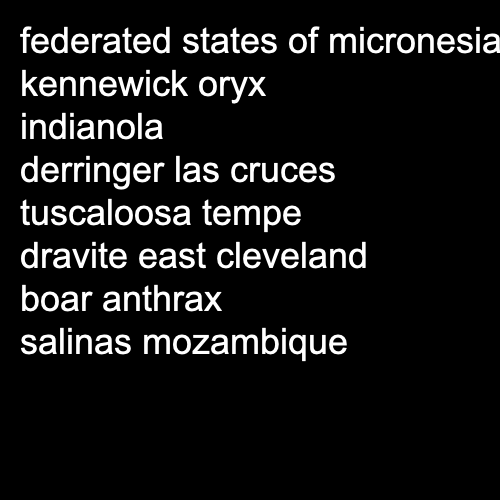 federated states of micronesia
kennewick oryx
indianola
derringer las cruces
tuscaloosa tempe
dravite east cleveland
boar anthrax
salinas mozambique